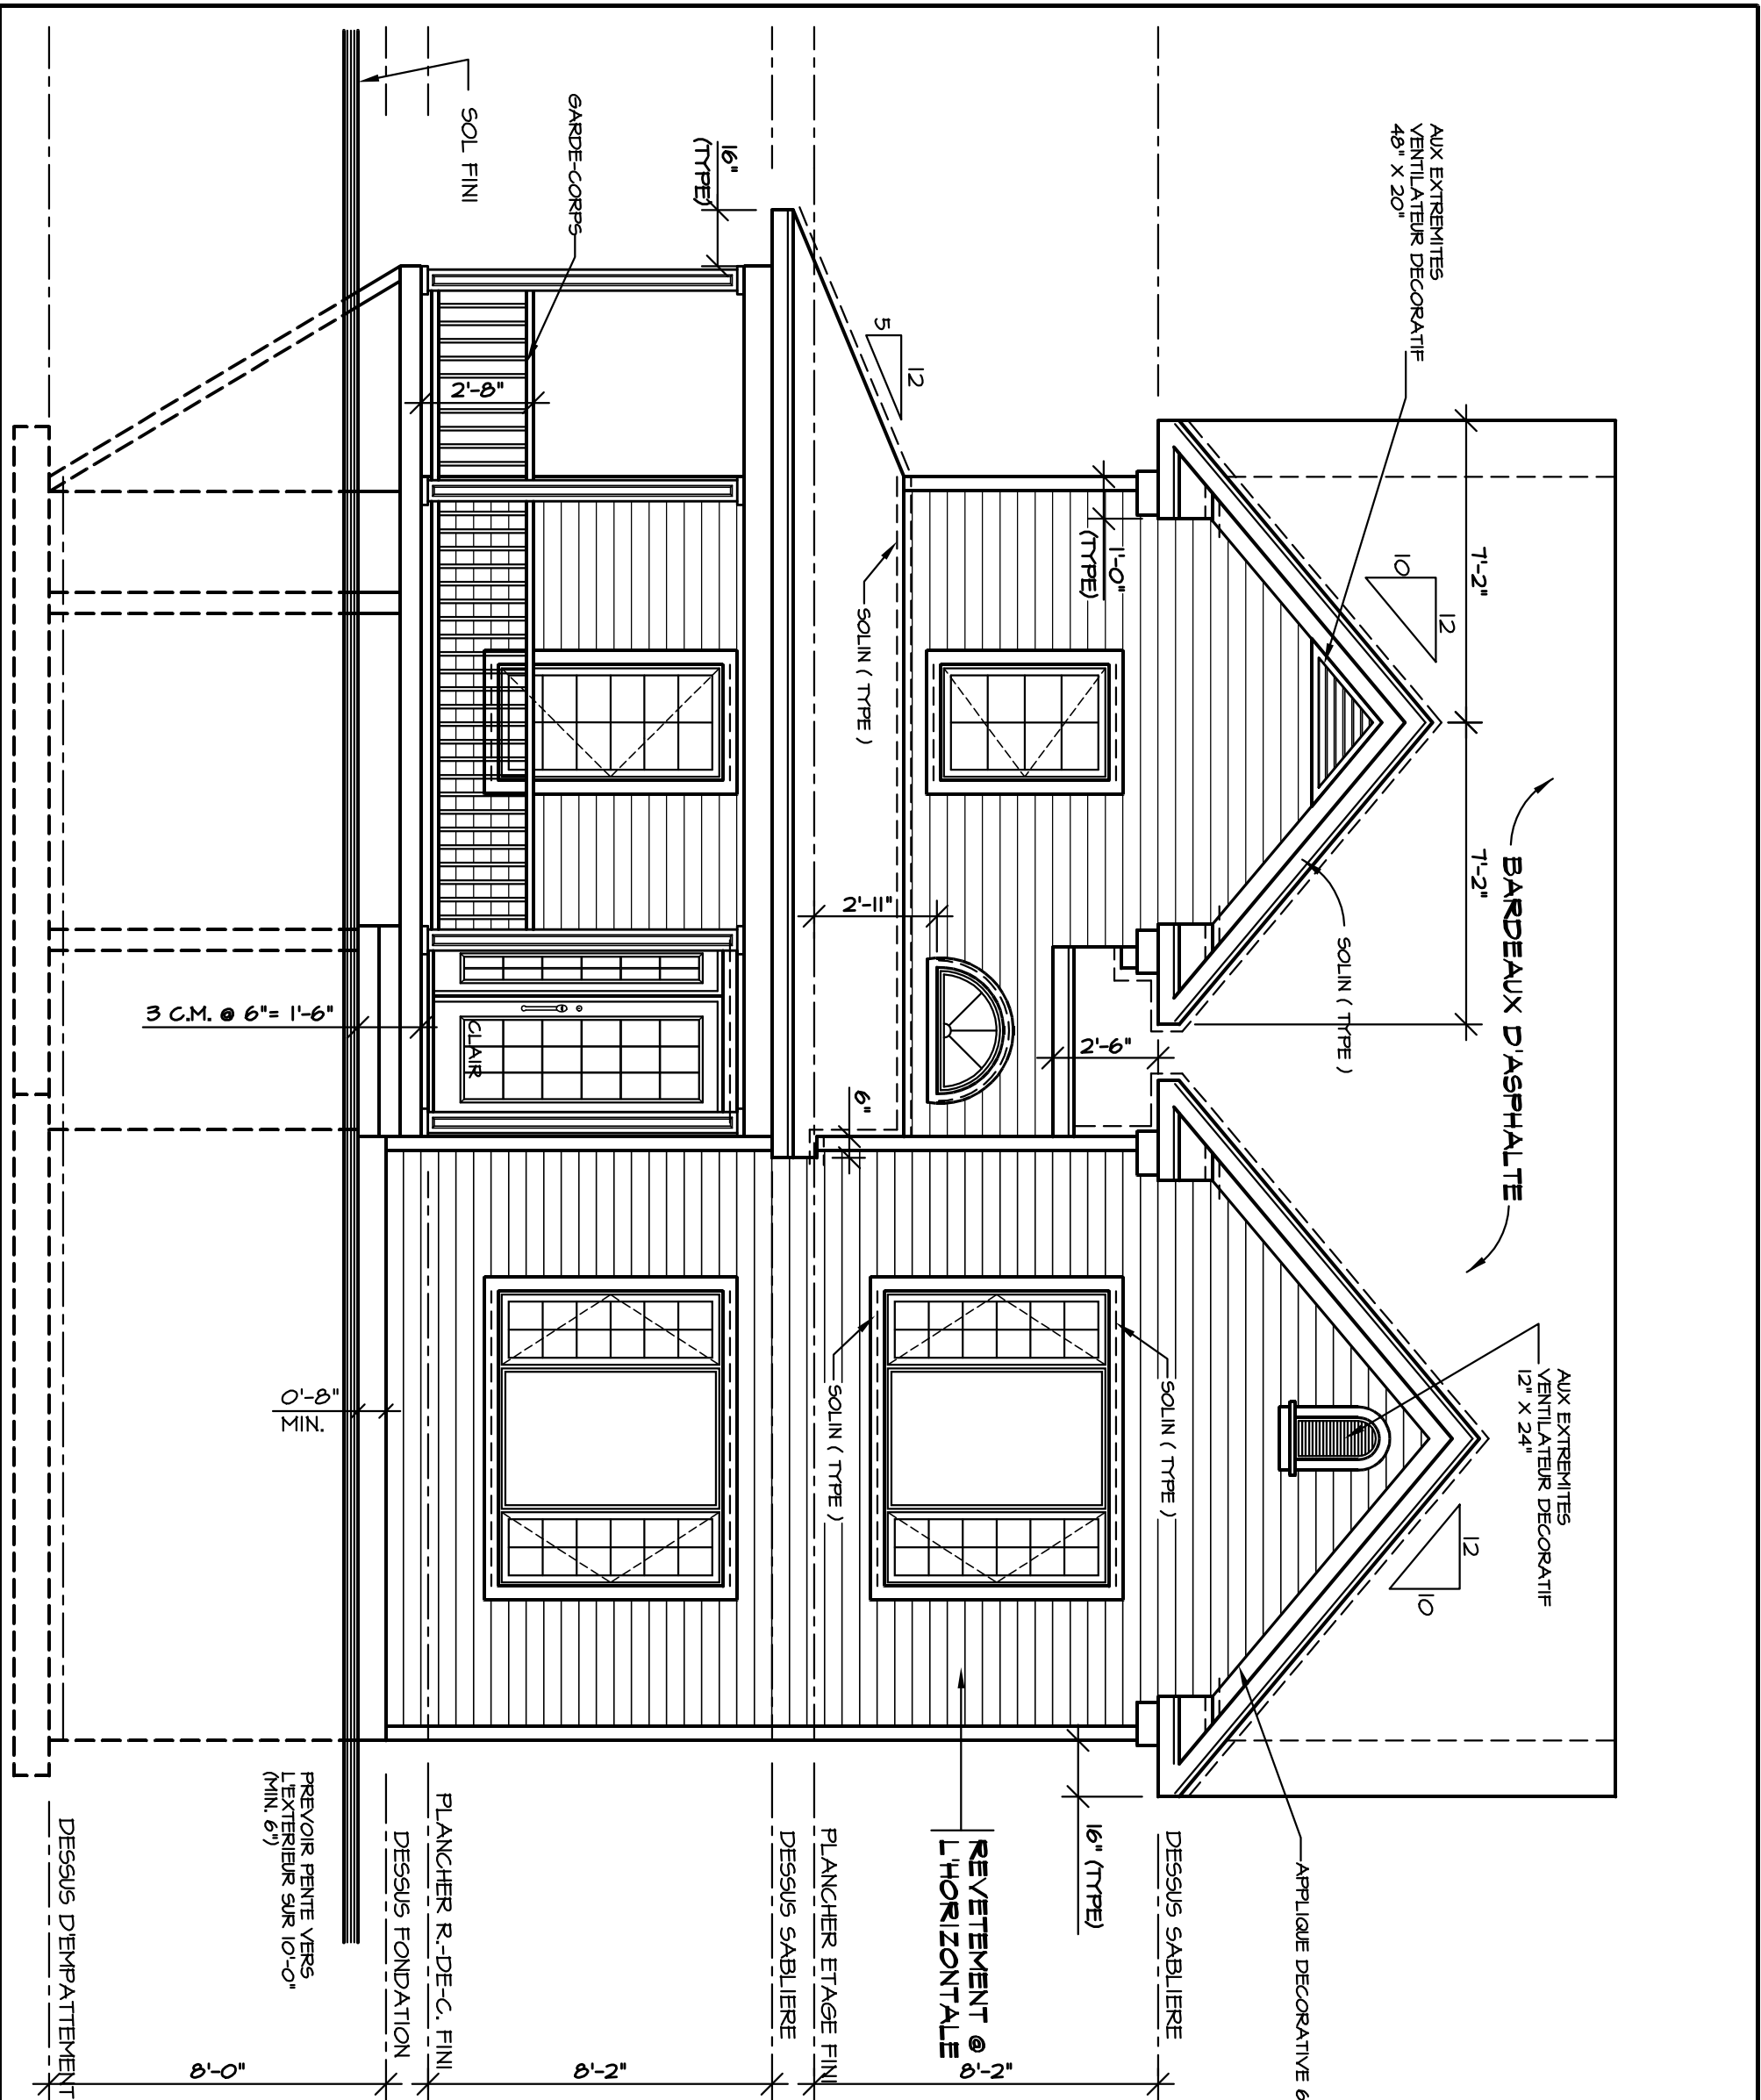 AUX EXTREMITES
VENTILATEUR DECORATIF
48" X 20"
7'-2"
7'-2"
BARDEAUX D'ASPHALTE
AUX EXTREMITES
VENTILATEUR DECORATIF
12" X 24"
10
12
12
10
SOLIN ( TYPE )
APPLIQUE DECORATIVE 6
1'-0"
(TYPE)
2'-6"
SOLIN ( TYPE )
DESSUS SABLIERE
16" (TYPE)
5
12
SOLIN ( TYPE )
2'-11"
6"
SOLIN ( TYPE )
REVETEMENT @
L'HORIZONTALE
8'-2"
PLANCHER ETAGE FINI
DESSUS SABLIERE
16"
(TYPE)
GARDE-CORPS
2'-8"
CLAIR
8'-2"
SOL FINI
PLANCHER R.-DE-C. FINI
DESSUS FONDATION
3 C.M. @ 6"= 1'-6"
0'-8"
MIN.
PREVOIR PENTE VERS
L'EXTERIEUR SUR 10'-0"
(MIN. 6")
8'-0"
DESSUS D'EMPATTEMENT